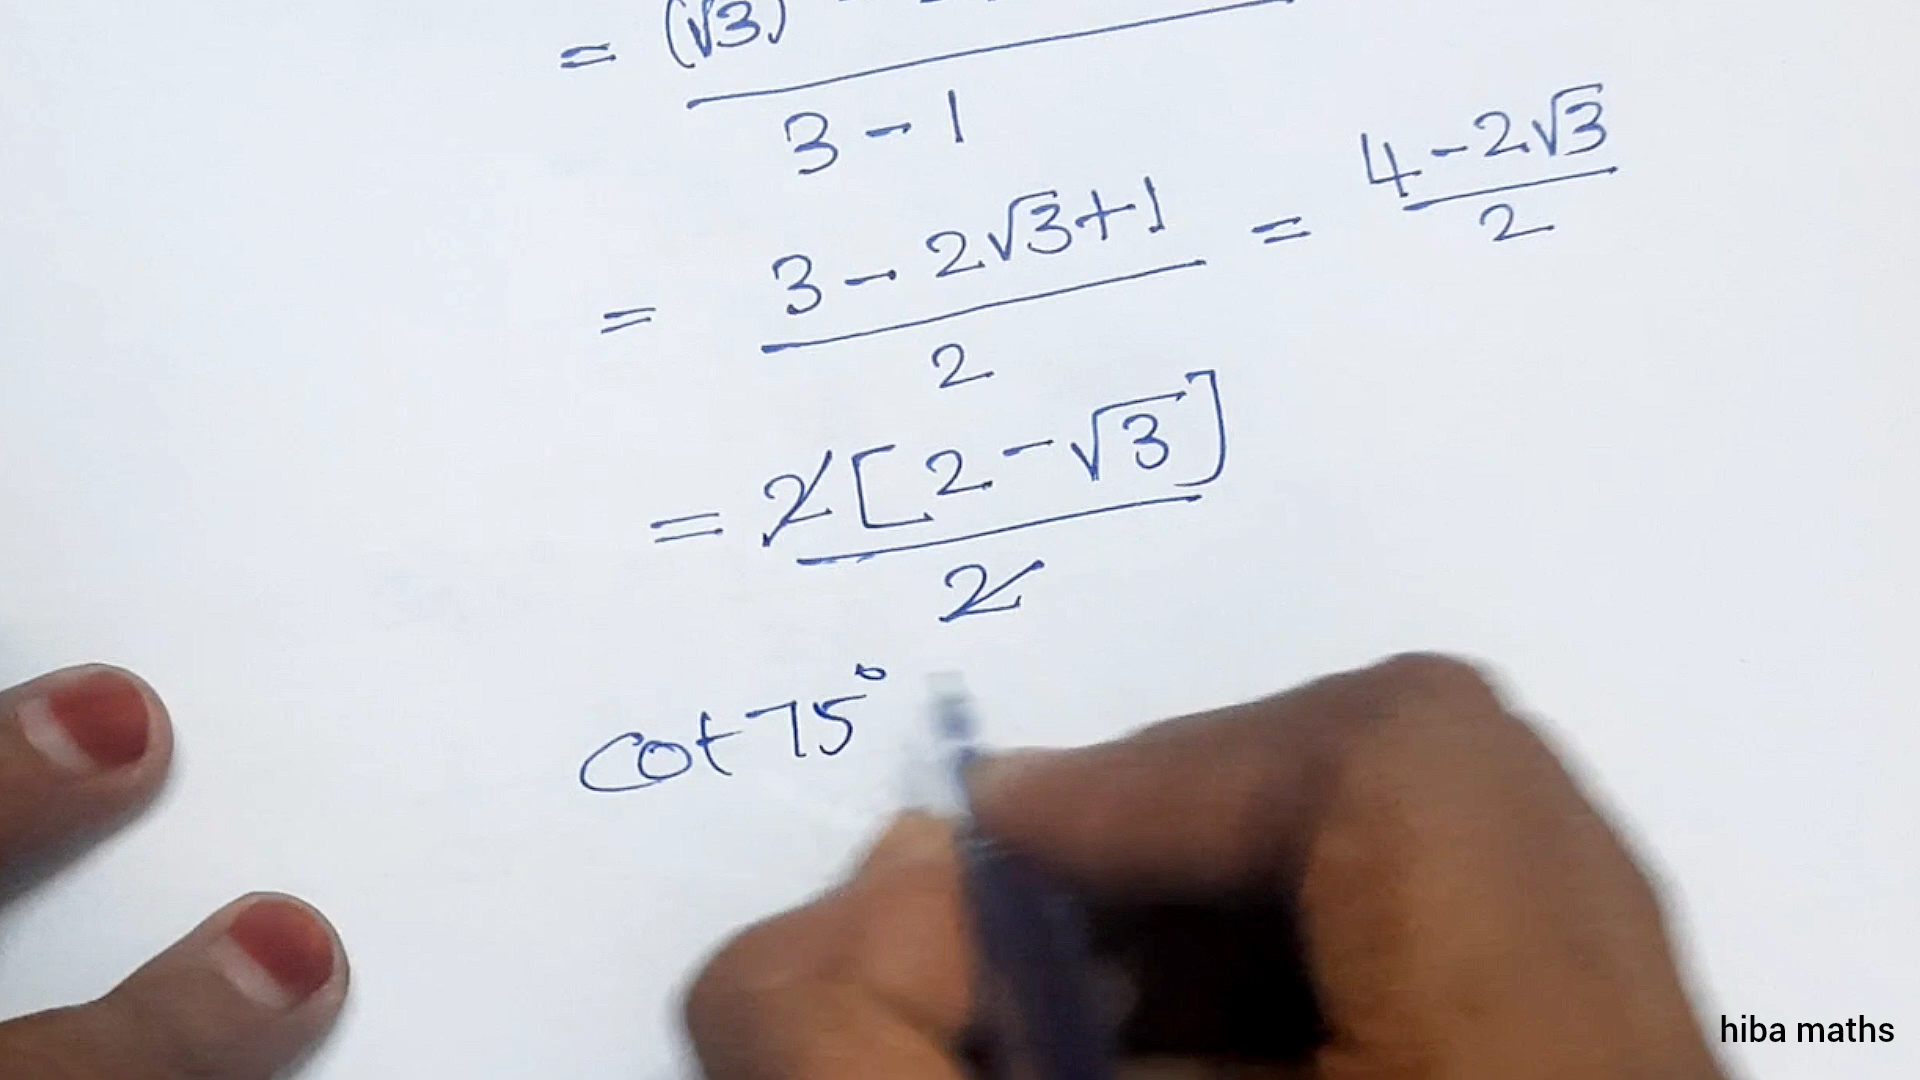 = (√3)
3 - 1
= 3 - 2√3 + 1 / 2 = 4 - 2√3 / 2
= 2[2 - √3] / 2
Cot 75°
hiba maths